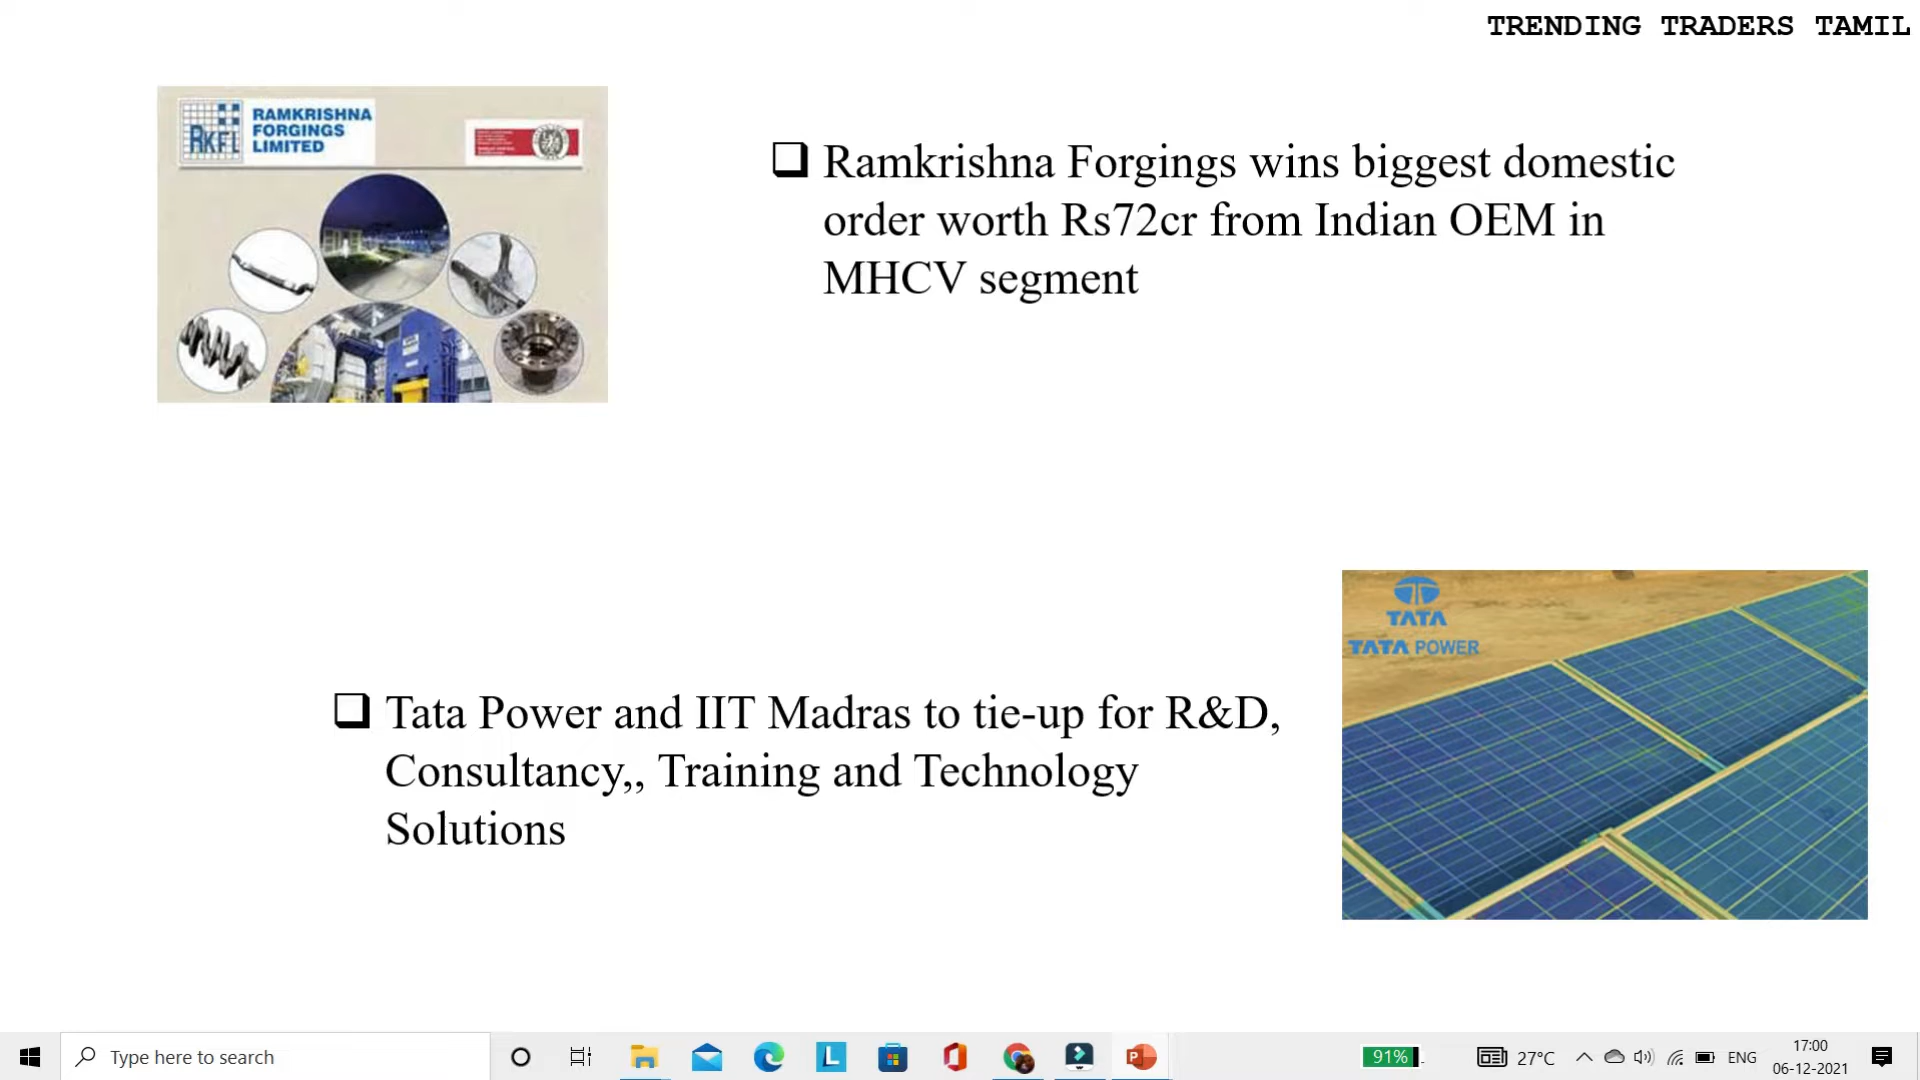 TRENDING TRADERS TAMIL
RKFL
RAMKRISHNA
FORGINGS
LIMITED
❑ Ramkrishna Forgings wins biggest domestic
order worth Rs72cr from Indian OEM in
MHCV segment
TATA
TATA POWER
❑ Tata Power and IIT Madras to tie-up for R&D,
Consultancy,, Training and Technology
Solutions
Type here to search
L
P
91%
27°C
ENG
17:00
06-12-2021